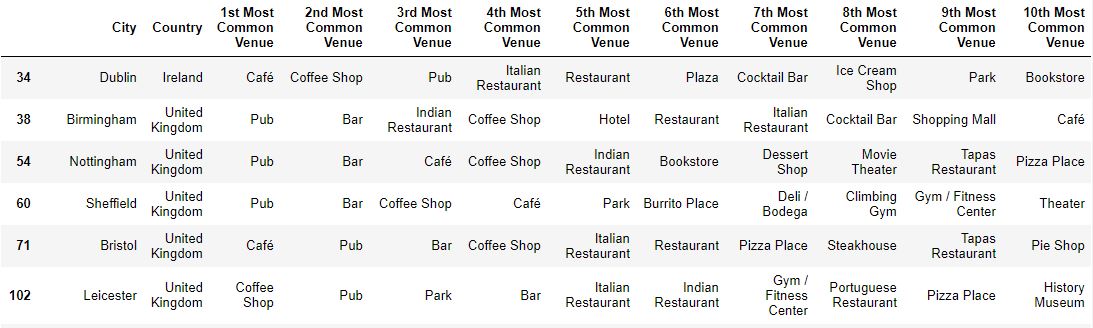 City Country 1st Most Common Venue 2nd Most Common Venue 3rd Most Common Venue 4th Most Common Venue 5th Most Common Venue 6th Most Common Venue 7th Most Common Venue 8th Most Common Venue 9th Most Common Venue 10th Most Common Venue
34 Dublin Ireland Café Coffee Shop Pub Italian Restaurant Restaurant Plaza Cocktail Bar Ice Cream Shop Park Bookstore
38 Birmingham United Kingdom Pub Bar Indian Restaurant Coffee Shop Hotel Restaurant Italian Restaurant Cocktail Bar Shopping Mall Café
54 Nottingham United Kingdom Pub Bar Café Coffee Shop Indian Restaurant Bookstore Dessert Shop Movie Theater Tapas Restaurant Pizza Place
60 Sheffield United Kingdom Pub Bar Coffee Shop Café Park Burrito Place Deli / Bodega Climbing Gym Gym / Fitness Center Theater
71 Bristol United Kingdom Café Pub Bar Coffee Shop Italian Restaurant Restaurant Pizza Place Steakhouse Tapas Restaurant Pie Shop
102 Leicester United Kingdom Coffee Shop Pub Park Bar Italian Restaurant Indian Restaurant Gym / Fitness Center Portuguese Restaurant Pizza Place History Museum